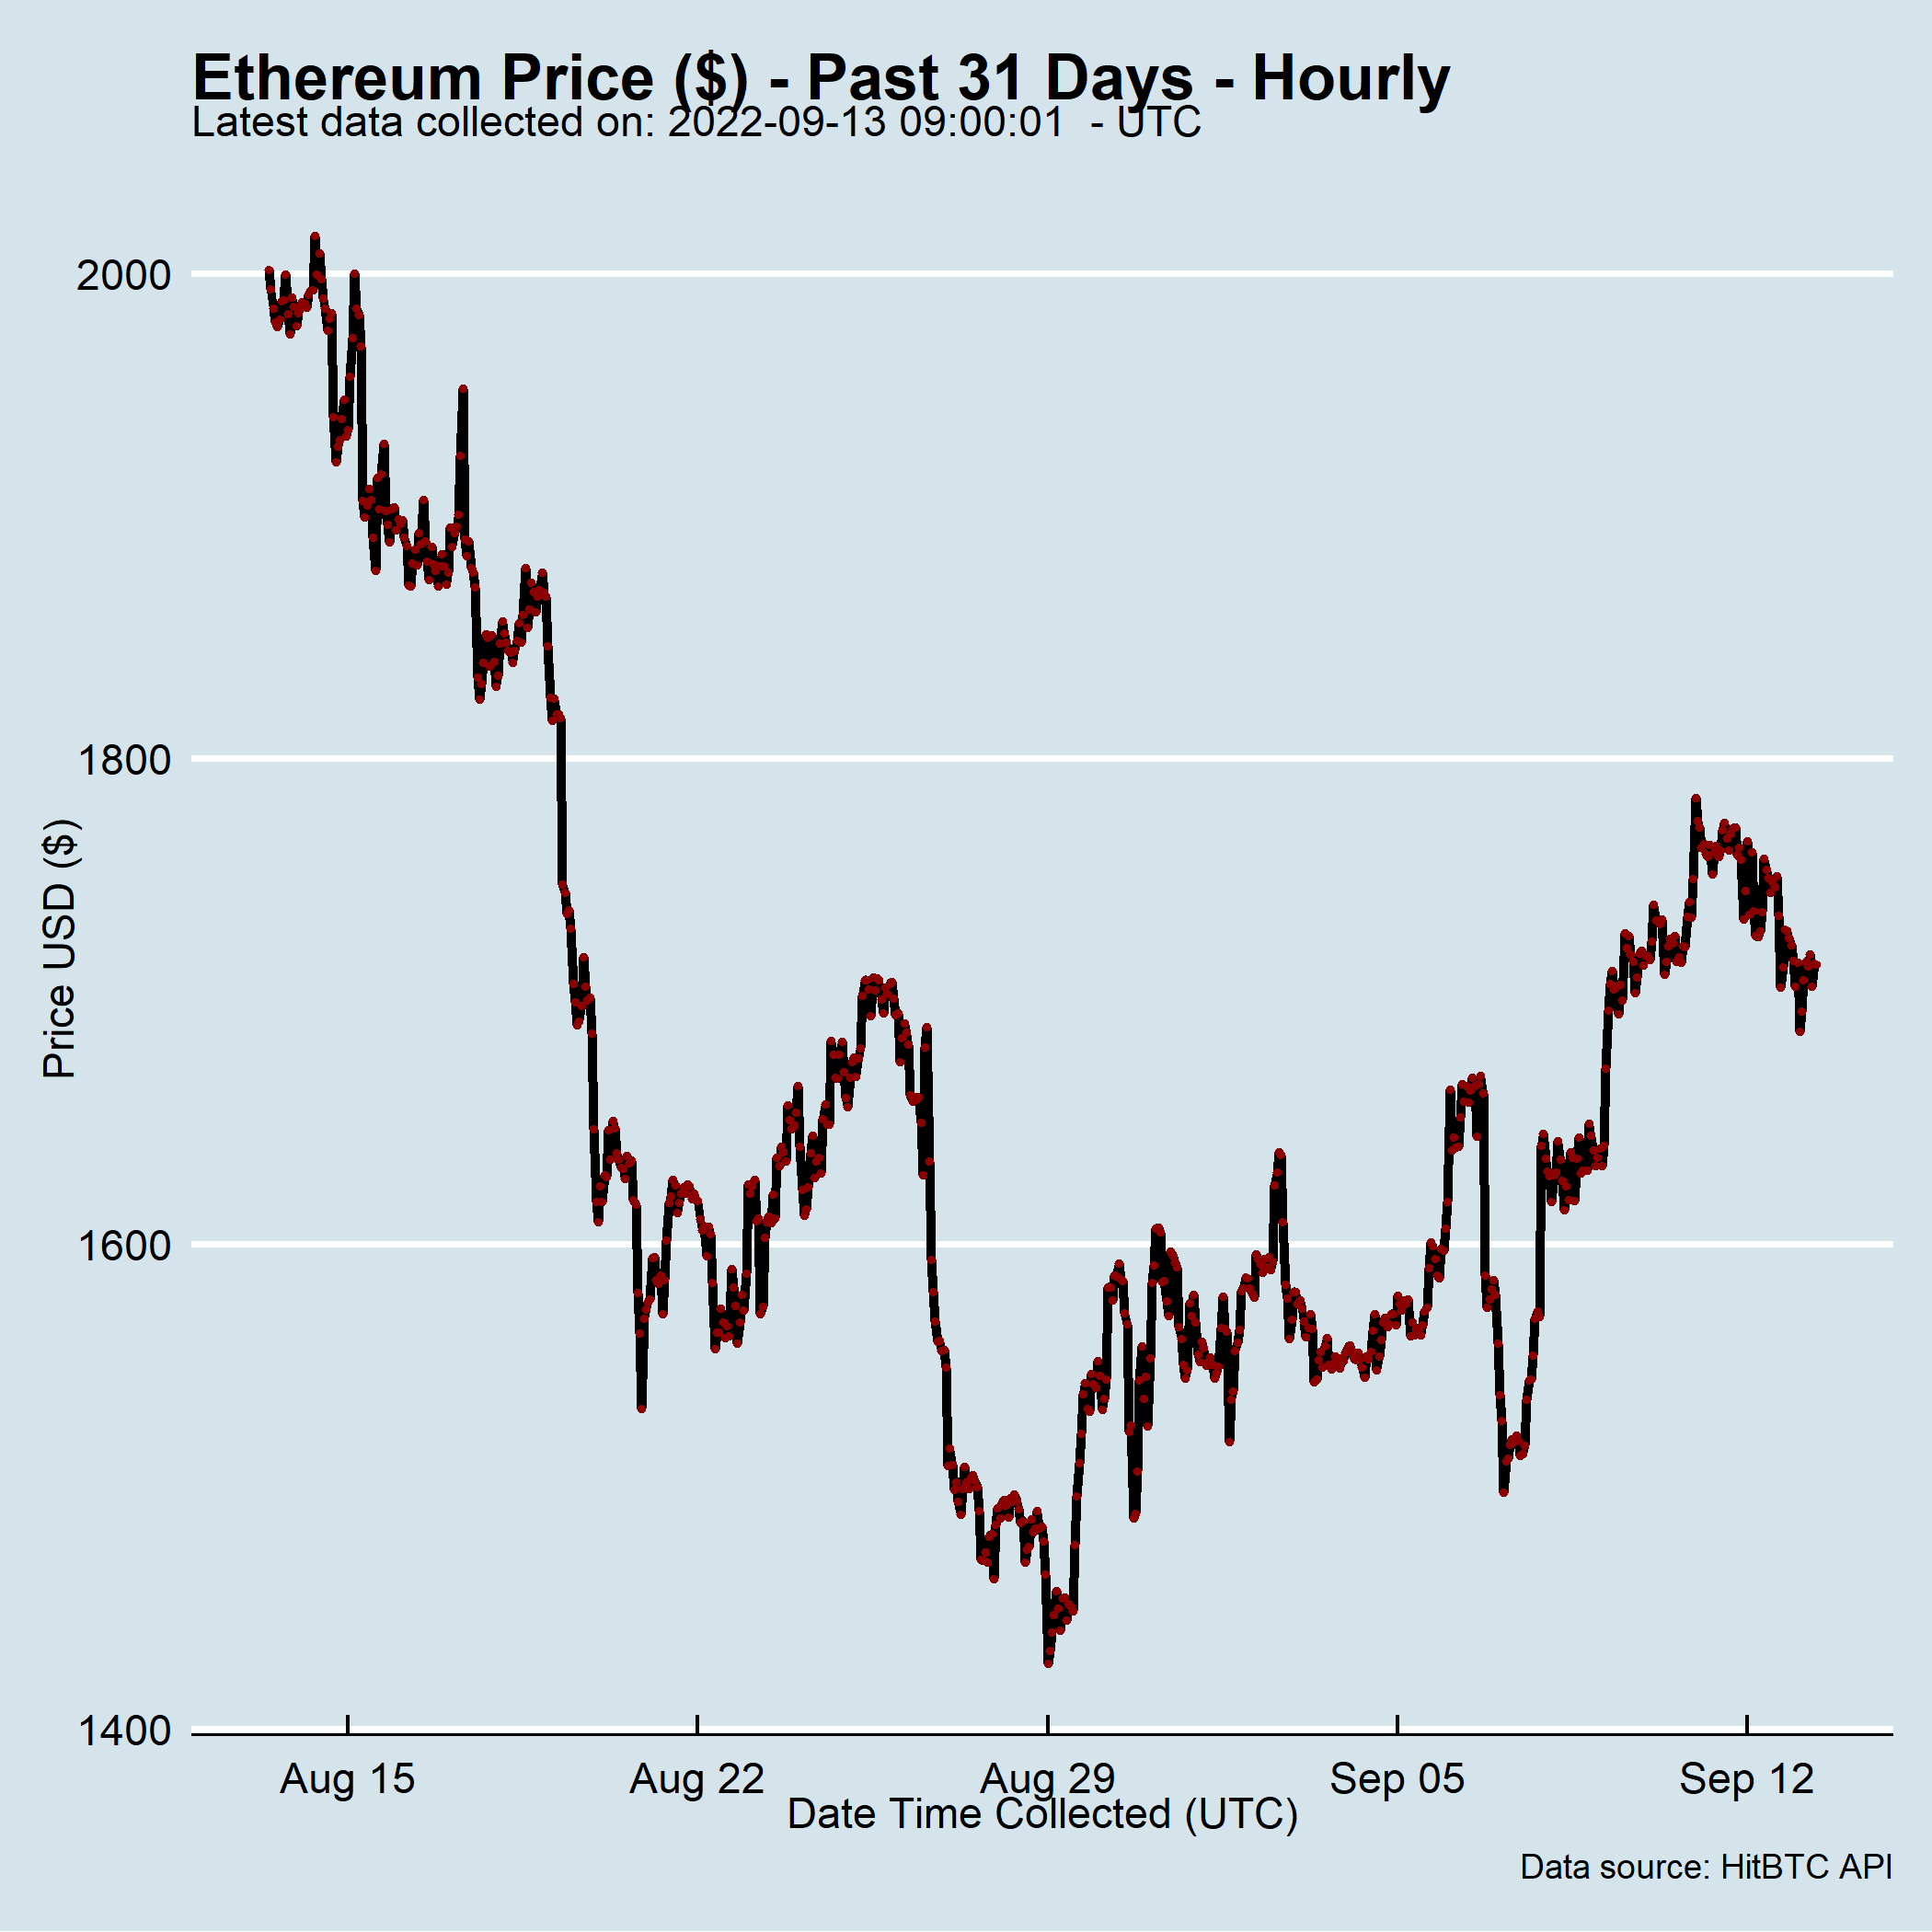 Ethereum Price ($) - Past 31 Days - Hourly
Latest data collected on: 2022-09-13 09:00:01  - UTC
2000
1800
1600
1400
Price USD ($)
Aug 15
Aug 22
Aug 29
Sep 05
Sep 12
Date Time Collected (UTC)
Data source: HitBTC API